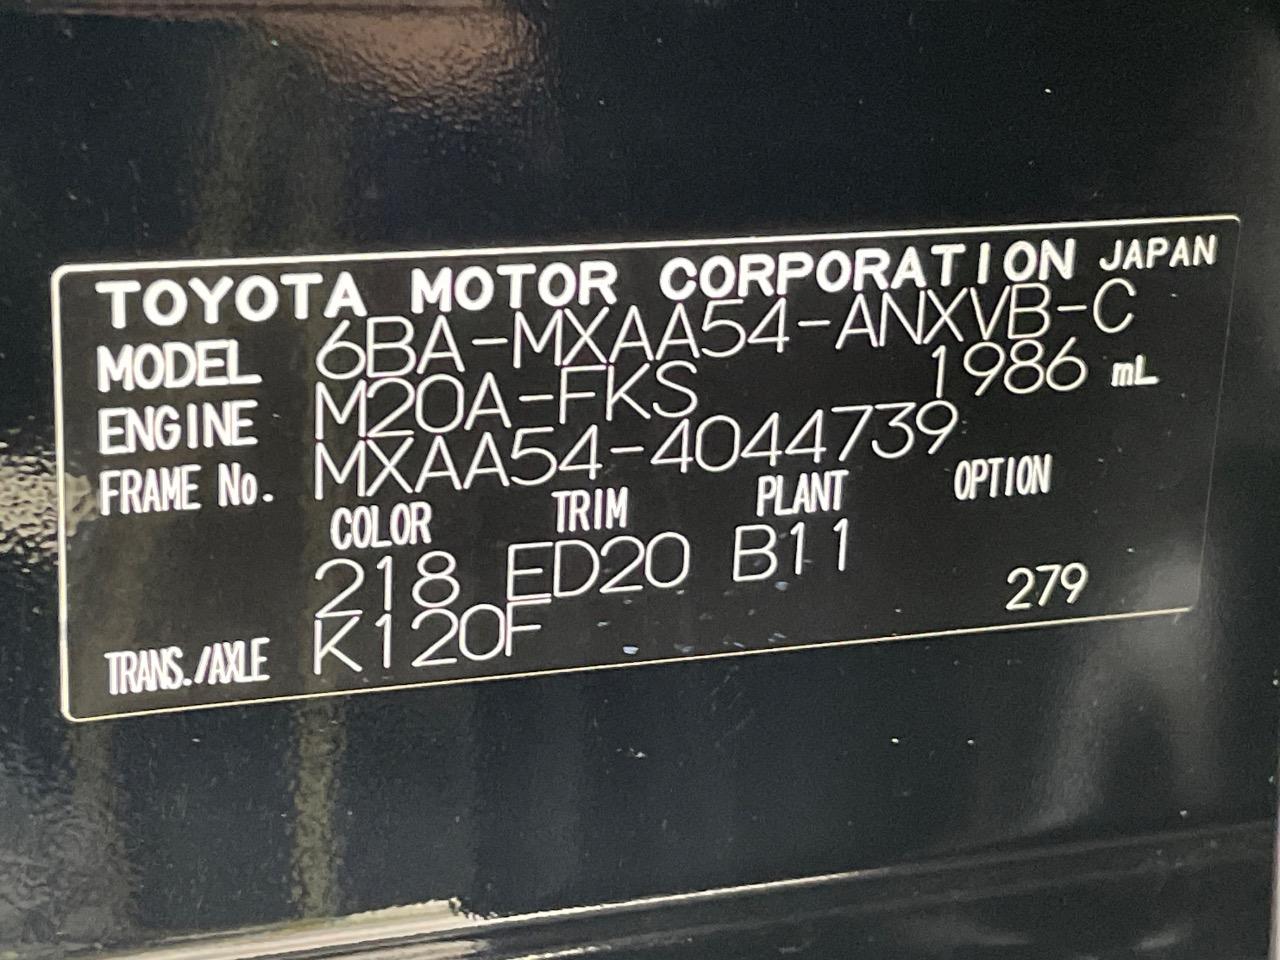 TOYOTA MOTOR CORPORATION JAPAN
MODEL 6BA-MXAA54-ANXVB-C
ENGINE M20A-FKS 1986 mL
FRAME No. MXAA54-4044739
COLOR TRIM PLANT OPTION
218 ED20 B11
TRANS./AXLE K120F 279